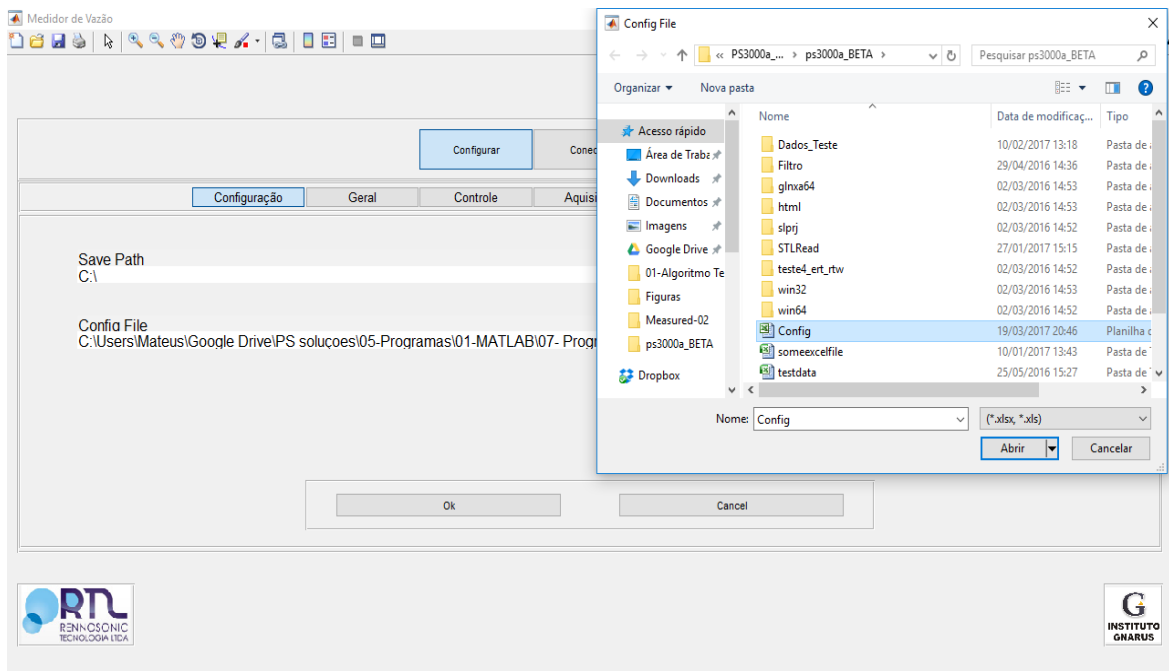 Medidor de Vazão
Configurar
Conec
Configuração
Geral
Controle
Aquisi
Save Path
C:\
Config File
C:\Users\Mateus\Google Drive\PS soluçoes\05-Programas\01-MATLAB\07- Progr
Ok
Cancel
RTL
RENNOSONIC
TECNOLOGIA LTDA
G
INSTITUTO
GNARUS
Config File
« PS3000a_... › ps3000a_BETA ›
Pesquisar ps3000a_BETA
Organizar
Nova pasta
Acesso rápido
Área de Traba
Downloads
Documentos
Imagens
Google Drive
01-Algoritmo Te
Figuras
Measured-02
ps3000a_BETA
Dropbox
Nome Data de modificaç... Tipo
Dados_Teste 10/02/2017 13:18 Pasta de
Filtro 29/04/2016 14:36 Pasta de
glnxa64 02/03/2016 14:53 Pasta de
html 02/03/2016 14:53 Pasta de
slprj 02/03/2016 14:52 Pasta de
STLRead 27/01/2017 15:15 Pasta de
teste4_ert_rtw 02/03/2016 14:52 Pasta de
win32 02/03/2016 14:53 Pasta de
win64 02/03/2016 14:52 Pasta de
Config 19/03/2017 20:46 Planilha
someexcelfile 10/01/2017 13:43 Pasta de
testdata 25/05/2016 15:27 Pasta de
Nome: Config
(*.xlsx, *.xls)
Abrir
Cancelar